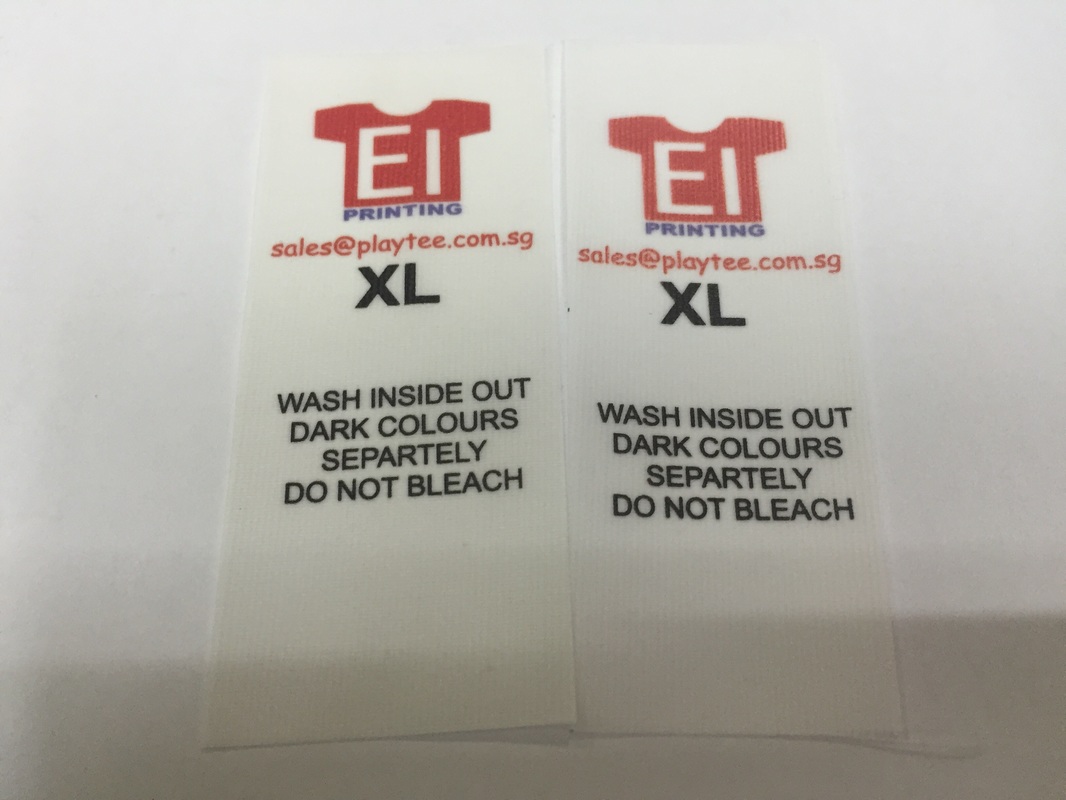 EI
PRINTING
sales@playtee.com.sg
XL
WASH INSIDE OUT
DARK COLOURS
SEPARTELY
DO NOT BLEACH
EI
PRINTING
sales@playtee.com.sg
XL
WASH INSIDE OUT
DARK COLOURS
SEPARTELY
DO NOT BLEACH